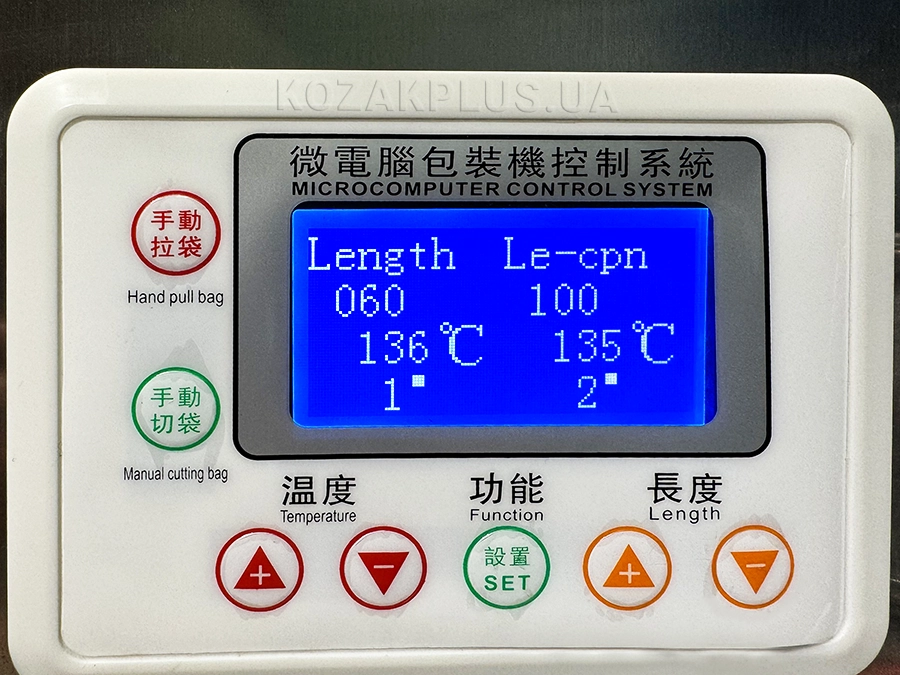 KOZAKPLUS.UA
微電腦包裝機控制系統
MICROCOMPUTER CONTROL SYSTEM
手動
拉袋
Hand pull bag
Length Le-cpn
060 100
136℃ 135℃
1 2
手動
切袋
Manual cutting bag
温度 功能 長度
Temperature Function Length
+ − 設置 + −
SET